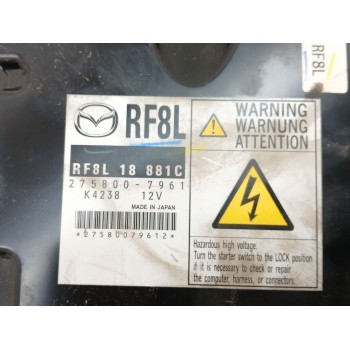 RF8L
RF8L
RF8L 18 881C
275800-7961
K4238 12V
MADE IN JAPAN
*27580079612*
WARNING
WARNUNG
ATTENTION
Hazardous high voltage.
Turn the starter switch to the LOCK position
if it is necessary to check or repair
the computer, harness, or connectors.